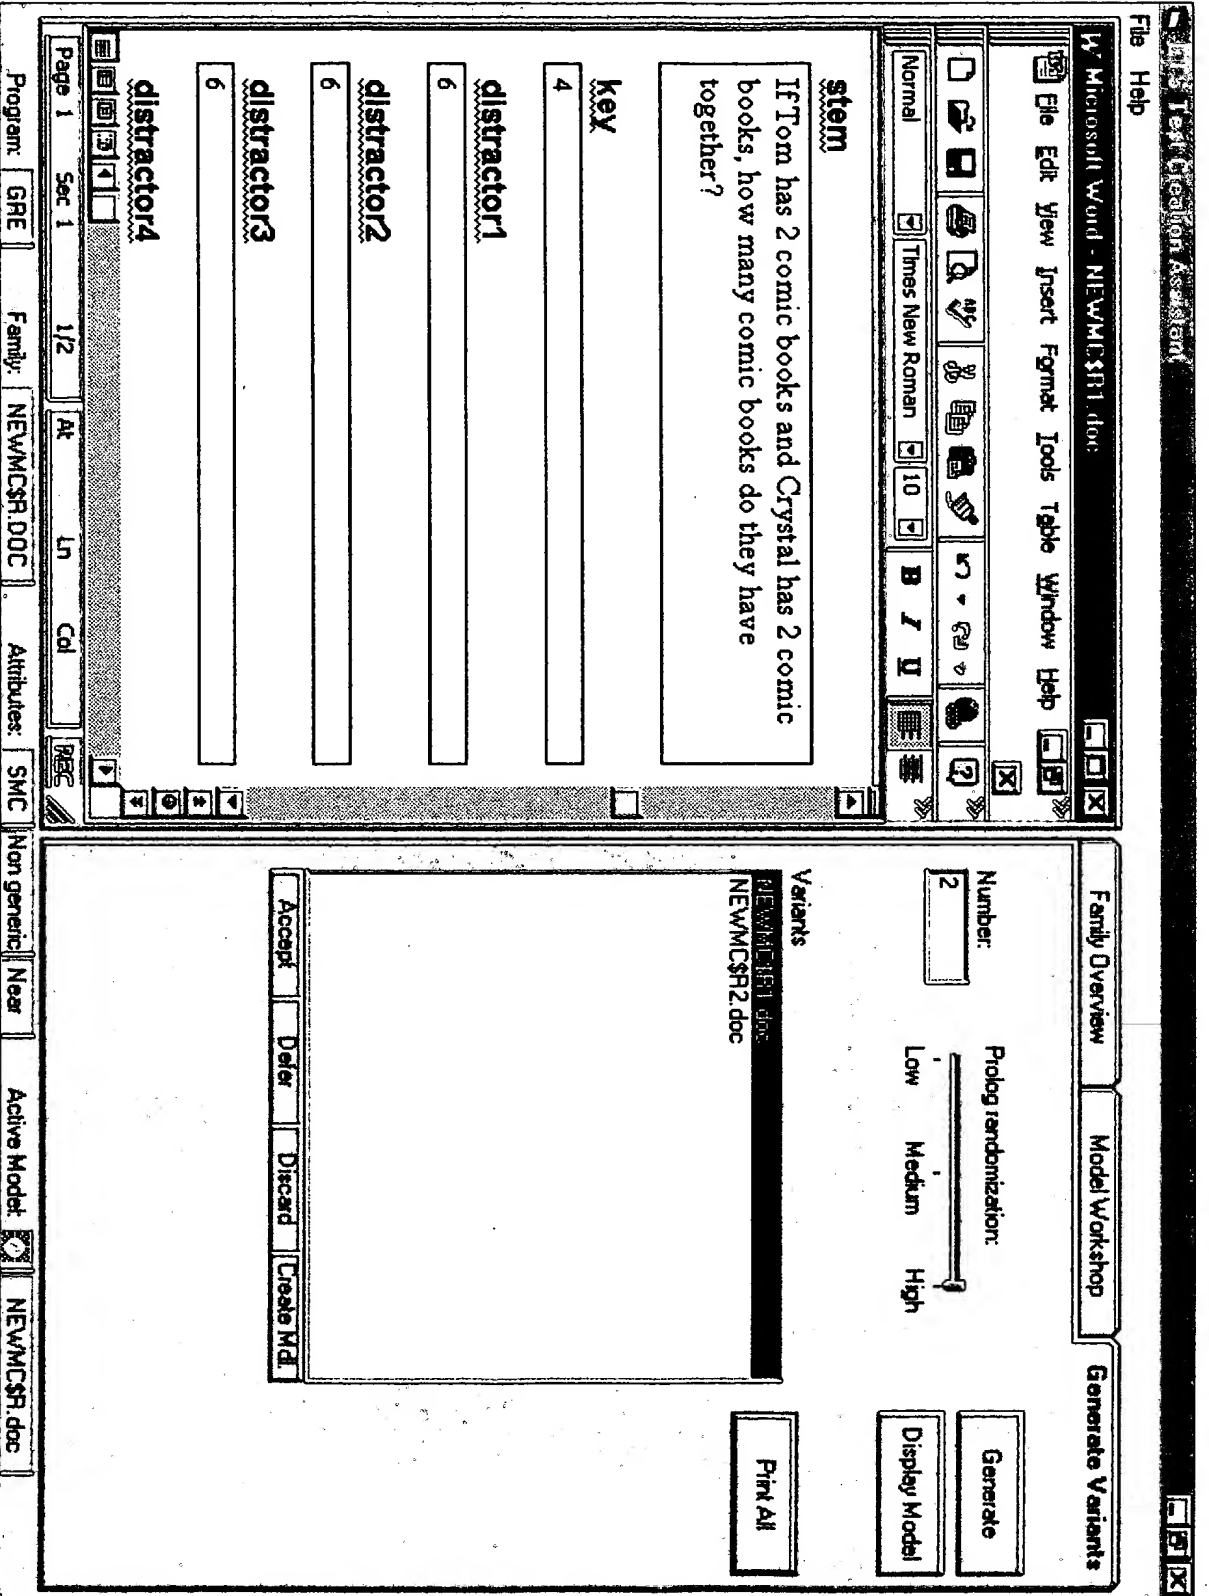 Test Creation Assistant
File Help
Microsoft Word - NEWMC$R1.doc
File Edit View Insert Format Tools Table Window Help
Normal Times New Roman 10 B I U
stem
If Tom has 2 comic books and Crystal has 2 comic
books, how many comic books do they have
together?
key
4
distractor1
6
distractor2
6
distractor3
6
distractor4
Page 1 Sec 1 1/2 At Ln Col REC
Family Overview Model Workshop Generate Variants
Number:
2
Prolog randomization:
Low Medium High
Generate
Display Model
Variants
NEWMC$R1.doc
NEWMC$R2.doc
Print All
Accept Defer Discard Create Mdl.
Program: GRE Family: NEWMC$R.DOC Attributes: SMC Non generic Near Active Model: NEWMC$R.doc